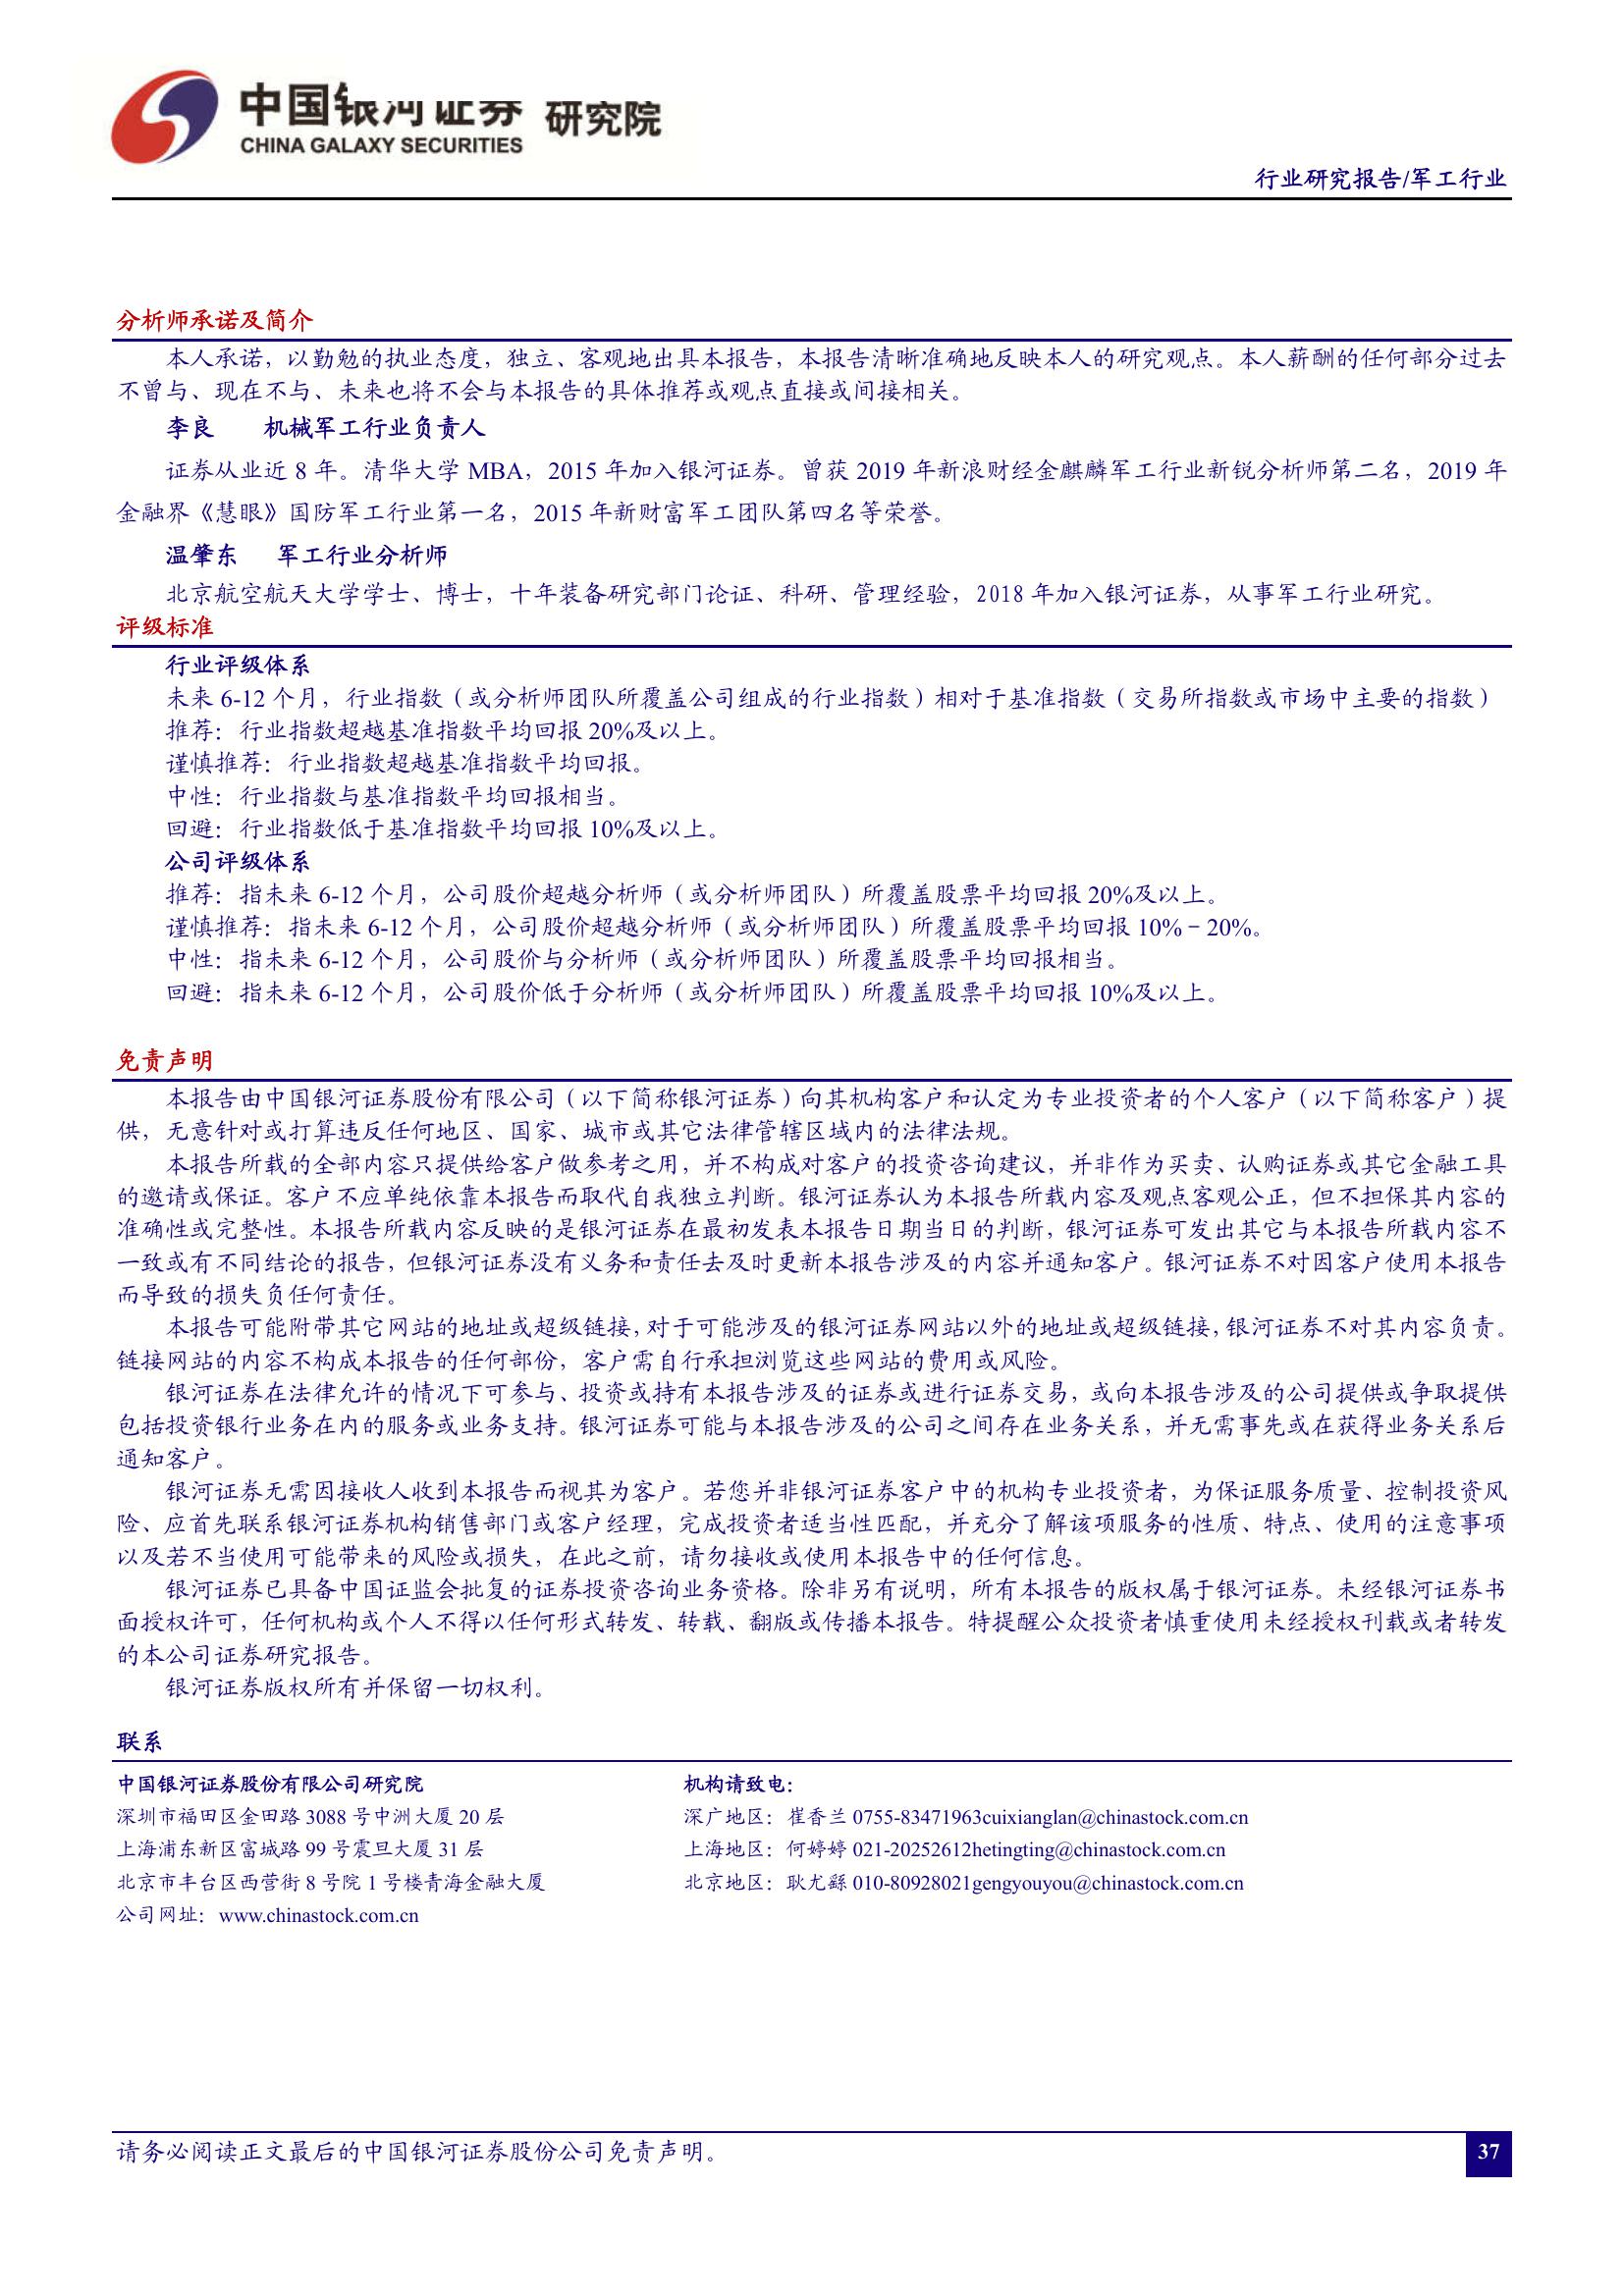 中国银河证券 研究院
CHINA GALAXY SECURITIES
行业研究报告/军工行业
分析师承诺及简介
本人承诺，以勤勉的执业态度，独立、客观地出具本报告，本报告清晰准确地反映本人的研究观点。本人薪酬的任何部分过去
不曾与、现在不与、未来也将不会与本报告的具体推荐或观点直接或间接相关。
李良 机械军工行业负责人
证券从业近 8 年。清华大学 MBA，2015 年加入银河证券。曾获 2019 年新浪财经金麒麟军工行业新锐分析师第二名，2019 年
金融界《慧眼》国防军工行业第一名，2015 年新财富军工团队第四名等荣誉。
温肇东 军工行业分析师
北京航空航天大学学士、博士，十年装备研究部门论证、科研、管理经验，2018 年加入银河证券，从事军工行业研究。
评级标准
行业评级体系
未来 6-12 个月，行业指数（或分析师团队所覆盖公司组成的行业指数）相对于基准指数（交易所指数或市场中主要的指数）
推荐：行业指数超越基准指数平均回报 20%及以上。
谨慎推荐：行业指数超越基准指数平均回报。
中性：行业指数与基准指数平均回报相当。
回避：行业指数低于基准指数平均回报 10%及以上。
公司评级体系
推荐：指未来 6-12 个月，公司股价超越分析师（或分析师团队）所覆盖股票平均回报 20%及以上。
谨慎推荐：指未来 6-12 个月，公司股价超越分析师（或分析师团队）所覆盖股票平均回报 10%－20%。
中性：指未来 6-12 个月，公司股价与分析师（或分析师团队）所覆盖股票平均回报相当。
回避：指未来 6-12 个月，公司股价低于分析师（或分析师团队）所覆盖股票平均回报 10%及以上。
免责声明
本报告由中国银河证券股份有限公司（以下简称银河证券）向其机构客户和认定为专业投资者的个人客户（以下简称客户）提
供，无意针对或打算违反任何地区、国家、城市或其它法律管辖区域内的法律法规。
本报告所载的全部内容只提供给客户做参考之用，并不构成对客户的投资咨询建议，并非作为买卖、认购证券或其它金融工具
的邀请或保证。客户不应单纯依靠本报告而取代自我独立判断。银河证券认为本报告所载内容及观点客观公正，但不担保其内容的
准确性或完整性。本报告所载内容反映的是银河证券在最初发表本报告日期当日的判断，银河证券可发出其它与本报告所载内容不
一致或有不同结论的报告，但银河证券没有义务和责任去及时更新本报告涉及的内容并通知客户。银河证券不对因客户使用本报告
而导致的损失负任何责任。
本报告可能附带其它网站的地址或超级链接，对于可能涉及的银河证券网站以外的地址或超级链接，银河证券不对其内容负责。
链接网站的内容不构成本报告的任何部份，客户需自行承担浏览这些网站的费用或风险。
银河证券在法律允许的情况下可参与、投资或持有本报告涉及的证券或进行证券交易，或向本报告涉及的公司提供或争取提供
包括投资银行业务在内的服务或业务支持。银河证券可能与本报告涉及的公司之间存在业务关系，并无需事先或在获得业务关系后
通知客户。
银河证券无需因接收人收到本报告而视其为客户。若您并非银河证券客户中的机构专业投资者，为保证服务质量、控制投资风
险、应首先联系银河证券机构销售部门或客户经理，完成投资者适当性匹配，并充分了解该项服务的性质、特点、使用的注意事项
以及若不当使用可能带来的风险或损失，在此之前，请勿接收或使用本报告中的任何信息。
银河证券已具备中国证监会批复的证券投资咨询业务资格。除非另有说明，所有本报告的版权属于银河证券。未经银河证券书
面授权许可，任何机构或个人不得以任何形式转发、转载、翻版或传播本报告。特提醒公众投资者慎重使用未经授权刊载或者转发
的本公司证券研究报告。
银河证券版权所有并保留一切权利。
联系
中国银河证券股份有限公司研究院 机构请致电：
深圳市福田区金田路 3088 号中洲大厦 20 层 深广地区：崔香兰 0755-83471963cuixianglan@chinastock.com.cn
上海浦东新区富城路 99 号震旦大厦 31 层 上海地区：何婷婷 021-20252612hetingting@chinastock.com.cn
北京市丰台区西营街 8 号院 1 号楼青海金融大厦 北京地区：耿尤繇 010-80928021gengyouyou@chinastock.com.cn
公司网址：www.chinastock.com.cn
请务必阅读正文最后的中国银河证券股份公司免责声明。
37